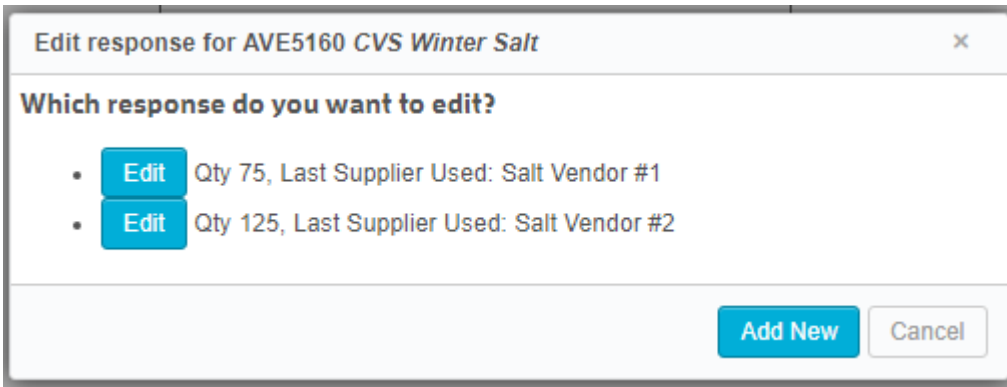 Edit response for AVE5160 CVS Winter Salt ×
Which response do you want to edit?
• Edit Qty 75, Last Supplier Used: Salt Vendor #1
• Edit Qty 125, Last Supplier Used: Salt Vendor #2
Add New Cancel